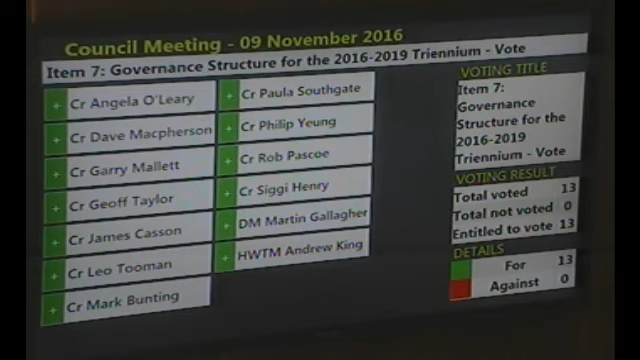 Council Meeting - 09 November 2016
Item 7: Governance Structure for the 2016-2019 Triennium - Vote
+ Cr Angela O'Leary
+ Cr Dave Macpherson
+ Cr Garry Mallett
+ Cr Geoff Taylor
+ Cr James Casson
+ Cr Leo Tooman
+ Cr Mark Bunting
+ Cr Paula Southgate
+ Cr Philip Yeung
+ Cr Rob Pascoe
+ Cr Siggi Henry
+ DM Martin Gallagher
+ HWTM Andrew King
VOTING TITLE
Item 7:
Governance
Structure for the
2016-2019
Triennium - Vote
VOTING RESULT
Total voted 13
Total not voted 0
Entitled to vote 13
DETAILS
For 13
Against 0